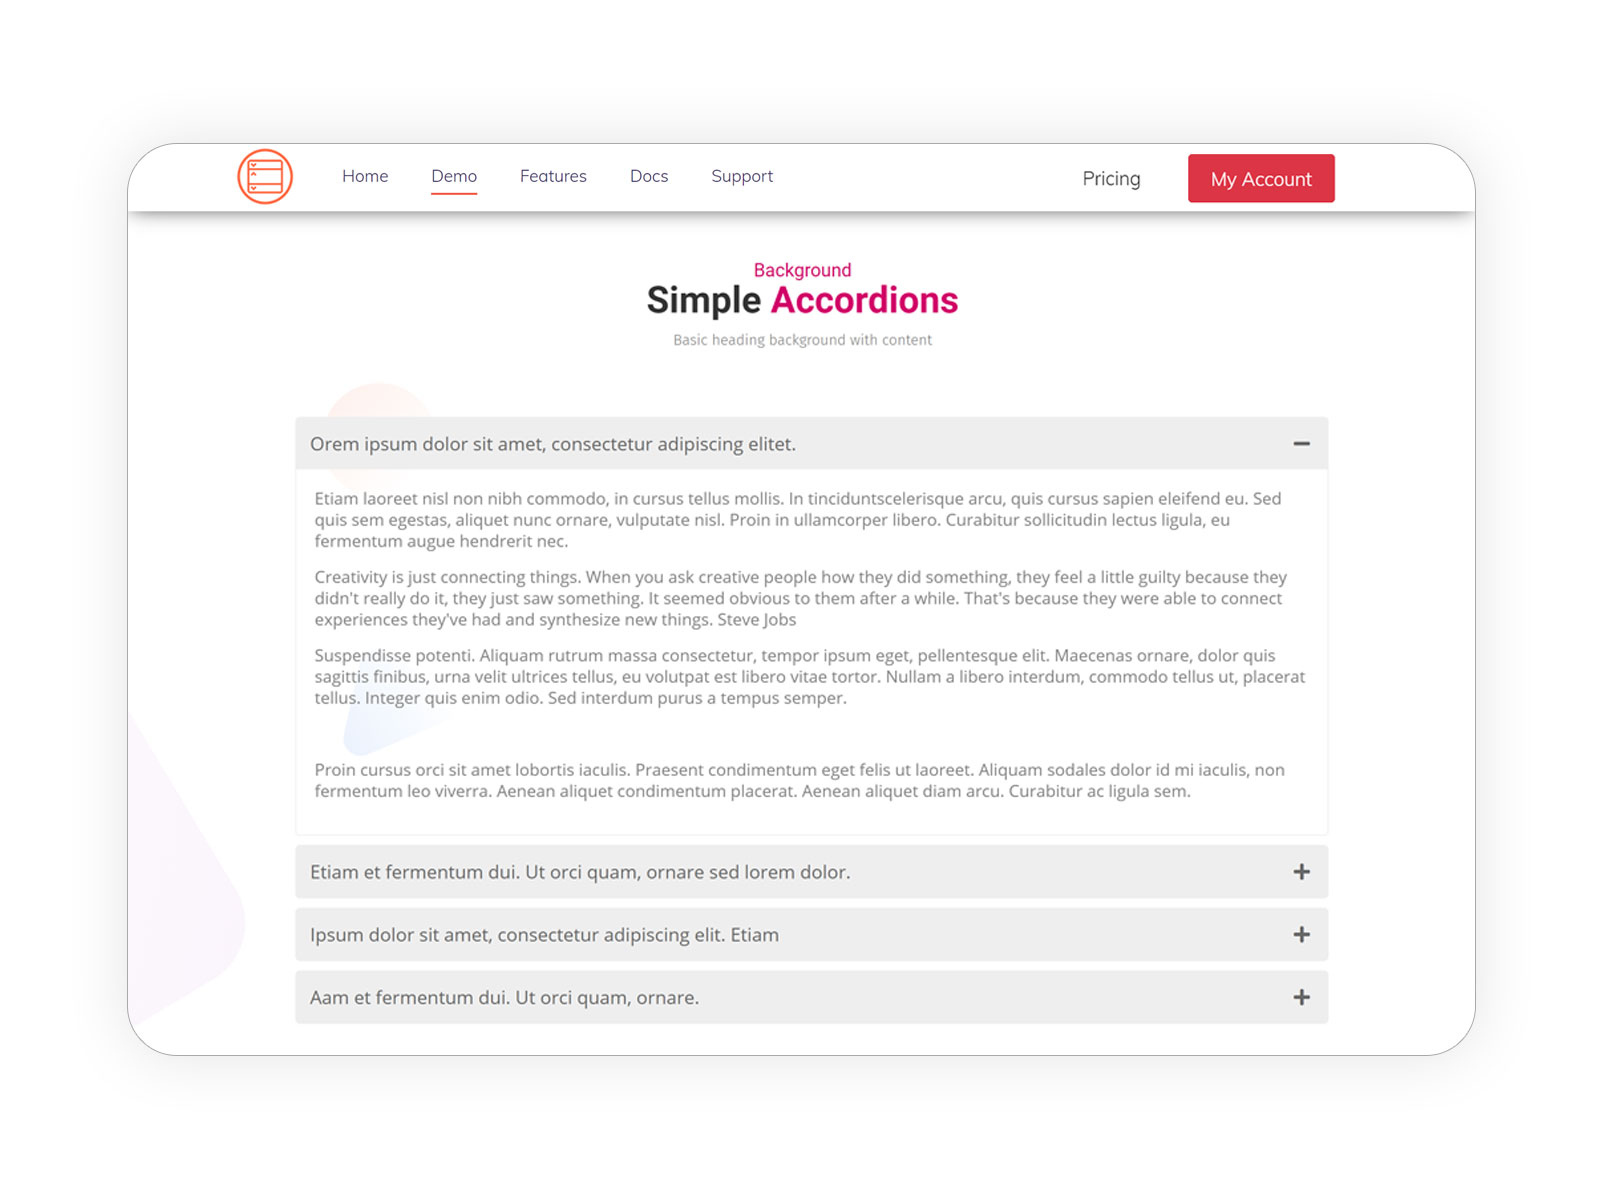 Home Demo Features Docs Support Pricing My Account
Background
Simple Accordions
Basic heading background with content
Orem ipsum dolor sit amet, consectetur adipiscing elitet.
Etiam laoreet nisl non nibh commodo, in cursus tellus mollis. In tinciduntscelerisque arcu, quis cursus sapien eleifend eu. Sed
quis sem egestas, aliquet nunc ornare, vulputate nisl. Proin in ullamcorper libero. Curabitur sollicitudin lectus ligula, eu
fermentum augue hendrerit nec.
Creativity is just connecting things. When you ask creative people how they did something, they feel a little guilty because they
didn't really do it, they just saw something. It seemed obvious to them after a while. That's because they were able to connect
experiences they've had and synthesize new things. Steve Jobs
Suspendisse potenti. Aliquam rutrum massa consectetur, tempor ipsum eget, pellentesque elit. Maecenas ornare, dolor quis
sagittis finibus, urna velit ultrices tellus, eu volutpat est libero vitae tortor. Nullam a libero interdum, commodo tellus ut, placerat
tellus. Integer quis enim odio. Sed interdum purus a tempus semper.
Proin cursus orci sit amet lobortis iaculis. Praesent condimentum eget felis ut laoreet. Aliquam sodales dolor id mi iaculis, non
fermentum leo viverra. Aenean aliquet condimentum placerat. Aenean aliquet diam arcu. Curabitur ac ligula sem.
Etiam et fermentum dui. Ut orci quam, ornare sed lorem dolor.
Ipsum dolor sit amet, consectetur adipiscing elit. Etiam
Aam et fermentum dui. Ut orci quam, ornare.